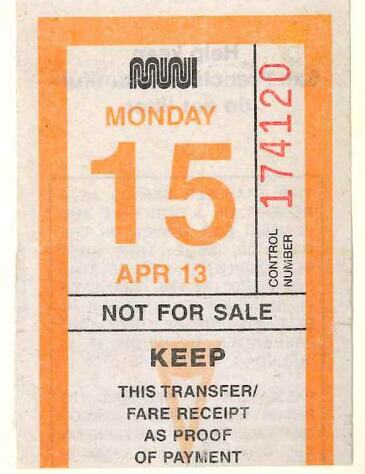 MUNI
MONDAY
15
APR 13
CONTROL
NUMBER
174120
NOT FOR SALE
KEEP
THIS TRANSFER/
FARE RECEIPT
AS PROOF
OF PAYMENT